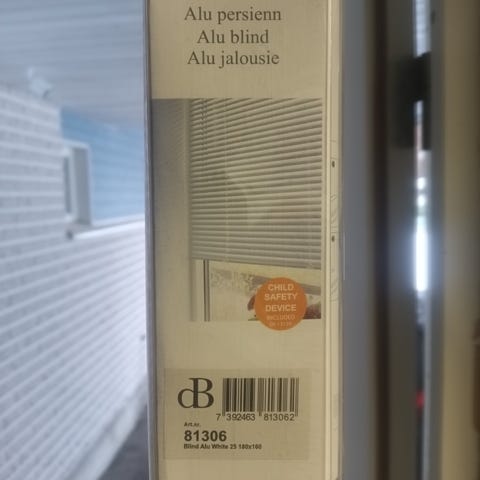 Alu persienn
Alu blind
Alu jalousie
CHILD
SAFETY
DEVICE
INCLUDED
dB
7 392463 813062
Art.nr.
81306
Blind Alu White 25 180x160